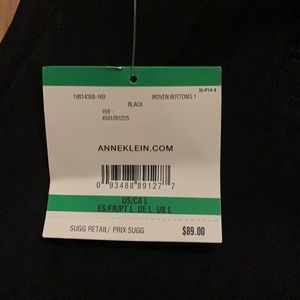 35-P14-4
10814368-169 WOVEN BOTTOMS 1
BLACK
169 -
4501201225
ANNEKLEIN.COM
0 93488 89127 7
US/CA L
ES/FR/PT L DE L UK L
SUGG RETAIL/ PRIX SUGG $89.00